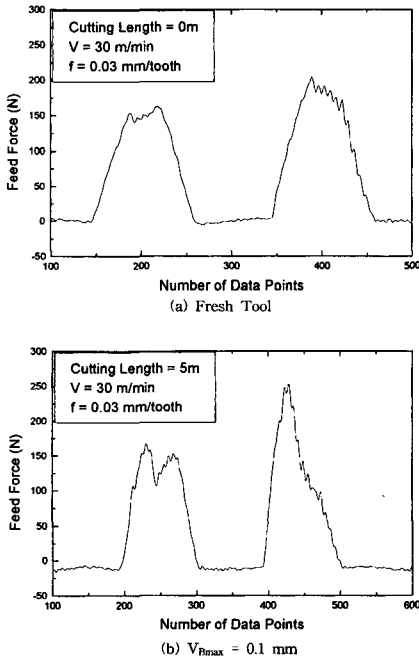 Cutting Length = 0m
V = 30 m/min
f = 0.03 mm/tooth
Feed Force (N)
300
250
200
150
100
50
0
-50
100 200 300 400 500
Number of Data Points
(a) Fresh Tool
Cutting Length = 5m
V = 30 m/min
f = 0.03 mm/tooth
Feed Force (N)
300
250
200
150
100
50
0
-50
100 200 300 400 500 600
Number of Data Points
(b) VBmax = 0.1 mm